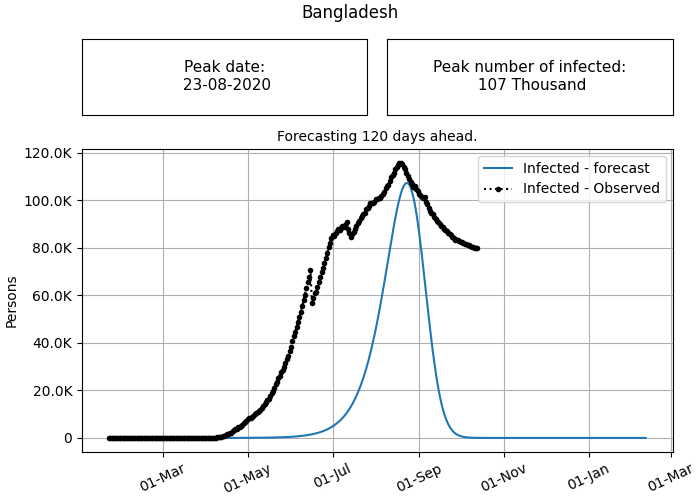 Bangladesh
Peak date:
23-08-2020
Peak number of infected:
107 Thousand
Forecasting 120 days ahead.
120.0K
100.0K
80.0K
60.0K
40.0K
20.0K
0
Persons
Infected - forecast
Infected - Observed
01-Mar
01-May
01-Jul
01-Sep
01-Nov
01-Jan
01-Mar